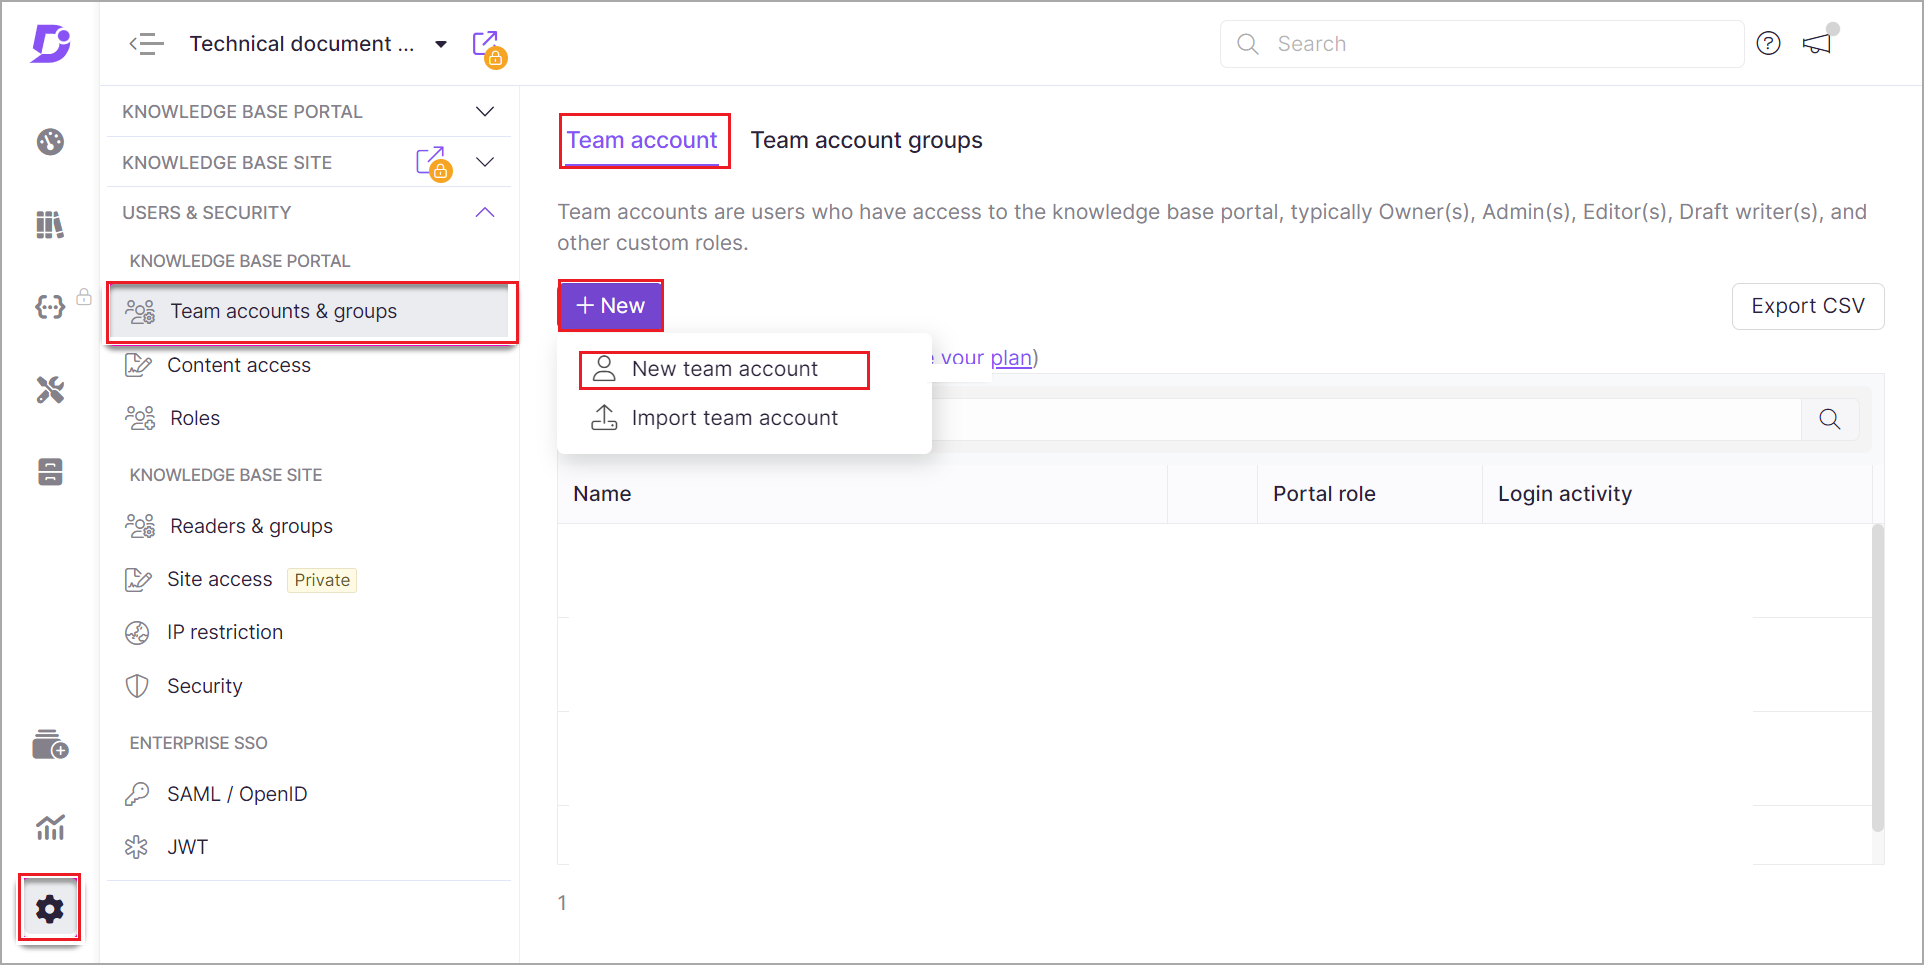 Technical document ...
Search
KNOWLEDGE BASE PORTAL
KNOWLEDGE BASE SITE
USERS & SECURITY
KNOWLEDGE BASE PORTAL
Team accounts & groups
Content access
Roles
KNOWLEDGE BASE SITE
Readers & groups
Site access Private
IP restriction
Security
ENTERPRISE SSO
SAML / OpenID
JWT
Team account Team account groups
Team accounts are users who have access to the knowledge base portal, typically Owner(s), Admin(s), Editor(s), Draft writer(s), and
other custom roles.
+ New
Export CSV
your plan)
New team account
Import team account
Name Portal role Login activity
1